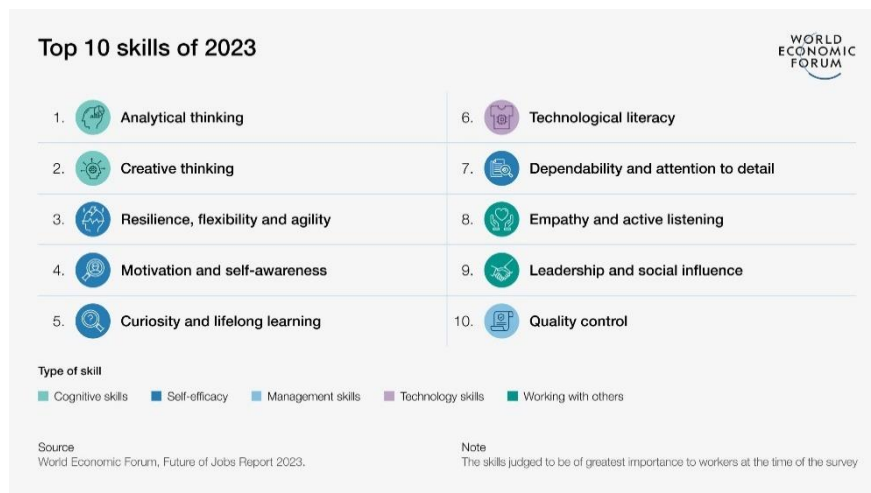 Top 10 skills of 2023
WORLD
ECONOMIC
FORUM
1. Analytical thinking
2. Creative thinking
3. Resilience, flexibility and agility
4. Motivation and self-awareness
5. Curiosity and lifelong learning
6. Technological literacy
7. Dependability and attention to detail
8. Empathy and active listening
9. Leadership and social influence
10. Quality control
Type of skill
Cognitive skills
Self-efficacy
Management skills
Technology skills
Working with others
Source
World Economic Forum, Future of Jobs Report 2023.
Note
The skills judged to be of greatest importance to workers at the time of the survey